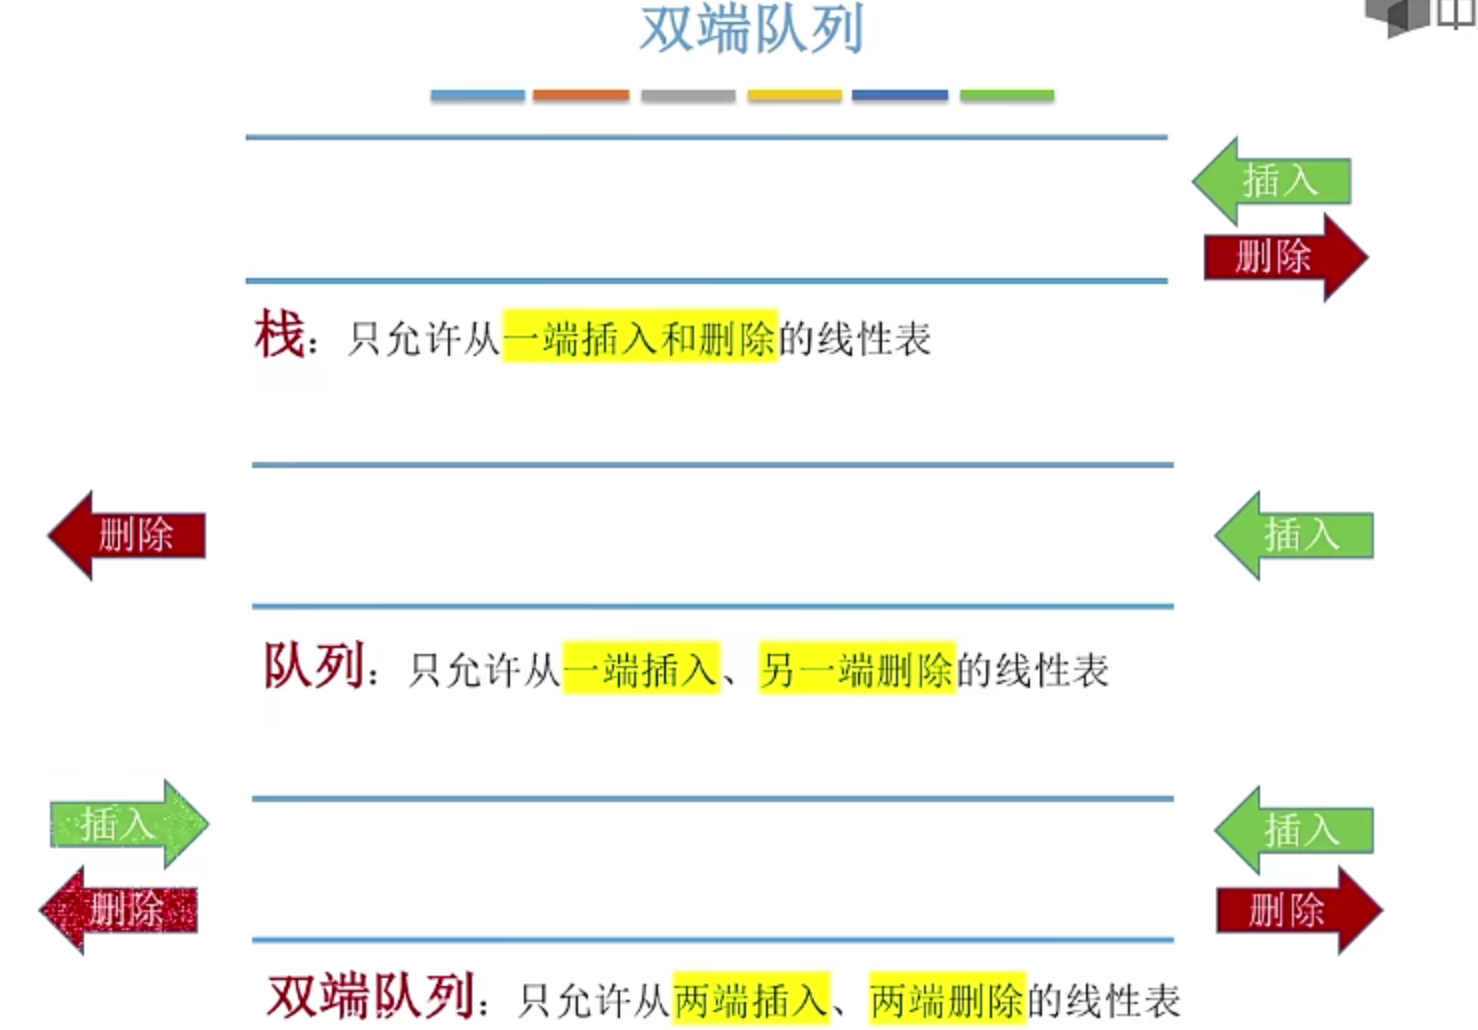 双端队列
插入
删除
栈：只允许从一端插入和删除的线性表
删除
插入
队列：只允许从一端插入、另一端删除的线性表
插入
插入
删除
删除
双端队列：只允许从两端插入、两端删除的线性表